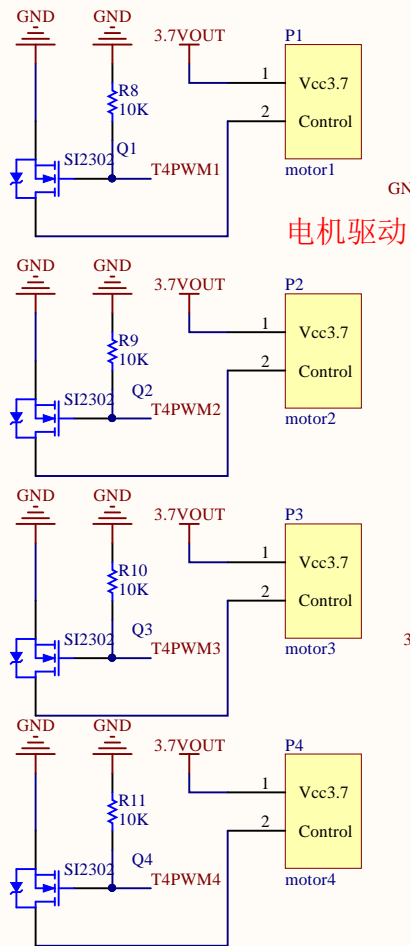 GND GND 3.7VOUT P1
R8
10K
1 Vcc3.7
2 Control
SI2302 Q1
T4PWM1
motor1
GN
电机驱动
GND GND 3.7VOUT P2
R9
10K
1 Vcc3.7
2 Control
SI2302 Q2
T4PWM2
motor2
GND GND 3.7VOUT P3
R10
10K
1 Vcc3.7
2 Control
SI2302 Q3
T4PWM3
motor3
3
GND GND 3.7VOUT P4
R11
10K
1 Vcc3.7
2 Control
SI2302 Q4
T4PWM4
motor4